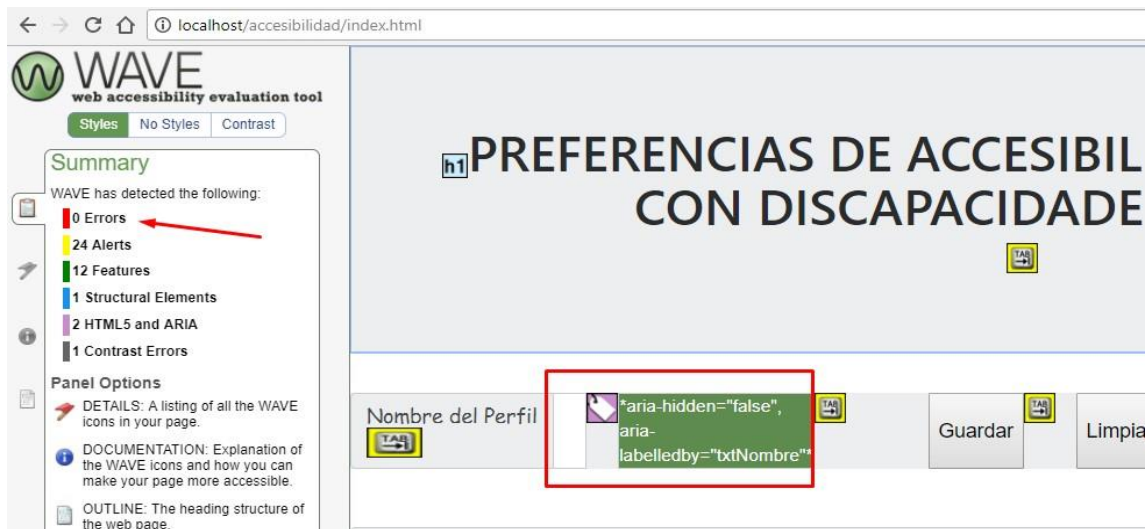 localhost/accesibilidad/index.html
WAVE
web accessibility evaluation tool
Styles No Styles Contrast
Summary
WAVE has detected the following:
0 Errors
24 Alerts
12 Features
1 Structural Elements
2 HTML5 and ARIA
1 Contrast Errors
Panel Options
DETAILS: A listing of all the WAVE
icons in your page.
DOCUMENTATION: Explanation of
the WAVE icons and how you can
make your page more accessible.
OUTLINE: The heading structure of
the web page.
h1 PREFERENCIAS DE ACCESIBIL
CON DISCAPACIDADE
TAB
Nombre del Perfil
TAB
*aria-hidden="false",
aria-
labelledby="txtNombre"*
TAB
Guardar
TAB
Limpia